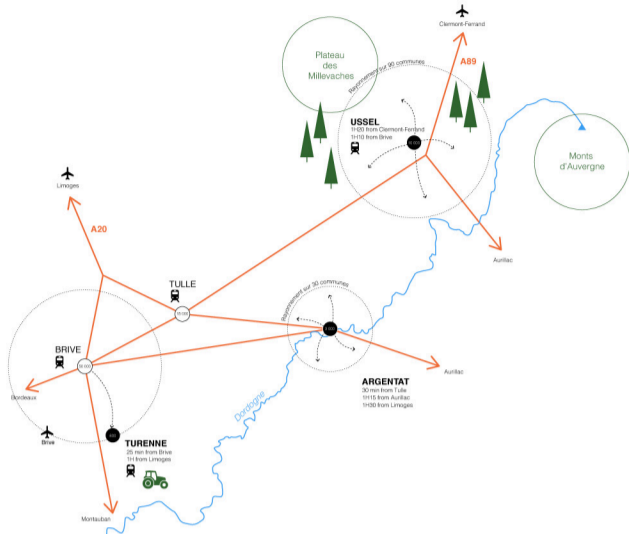 Clermont-Ferrand
Plateau
des
Millevaches
Rayonnement sur 90 communes
A89
USSEL
1H20 from Clermont-Ferrand
1H10 from Brive
Monts
d'Auvergne
Limoges
A20
Aurillac
TULLE
Rayonnement sur 30 communes
BRIVE
ARGENTAT
30 mn from Tulle
1H15 from Aurillac
1H30 from Limoges
Aurillac
Bordeaux
Dordogne
Brive
TURENNE
25 mn from Brive
1H from Limoges
Montauban